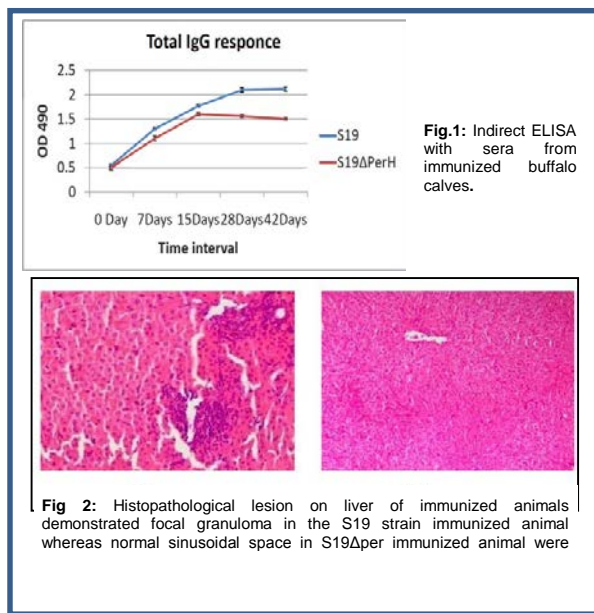 Total IgG responce
2.5
2
1.5
1
0.5
0
OD 490
0 Day 7Days 15Days 28Days 42Days
Time interval
S19
S19ΔPerH
Fig.1: Indirect ELISA
with sera from
immunized buffalo
calves.
Fig 2: Histopathological lesion on liver of immunized animals
demonstrated focal granuloma in the S19 strain immunized animal
whereas normal sinusoidal space in S19Δper immunized animal were